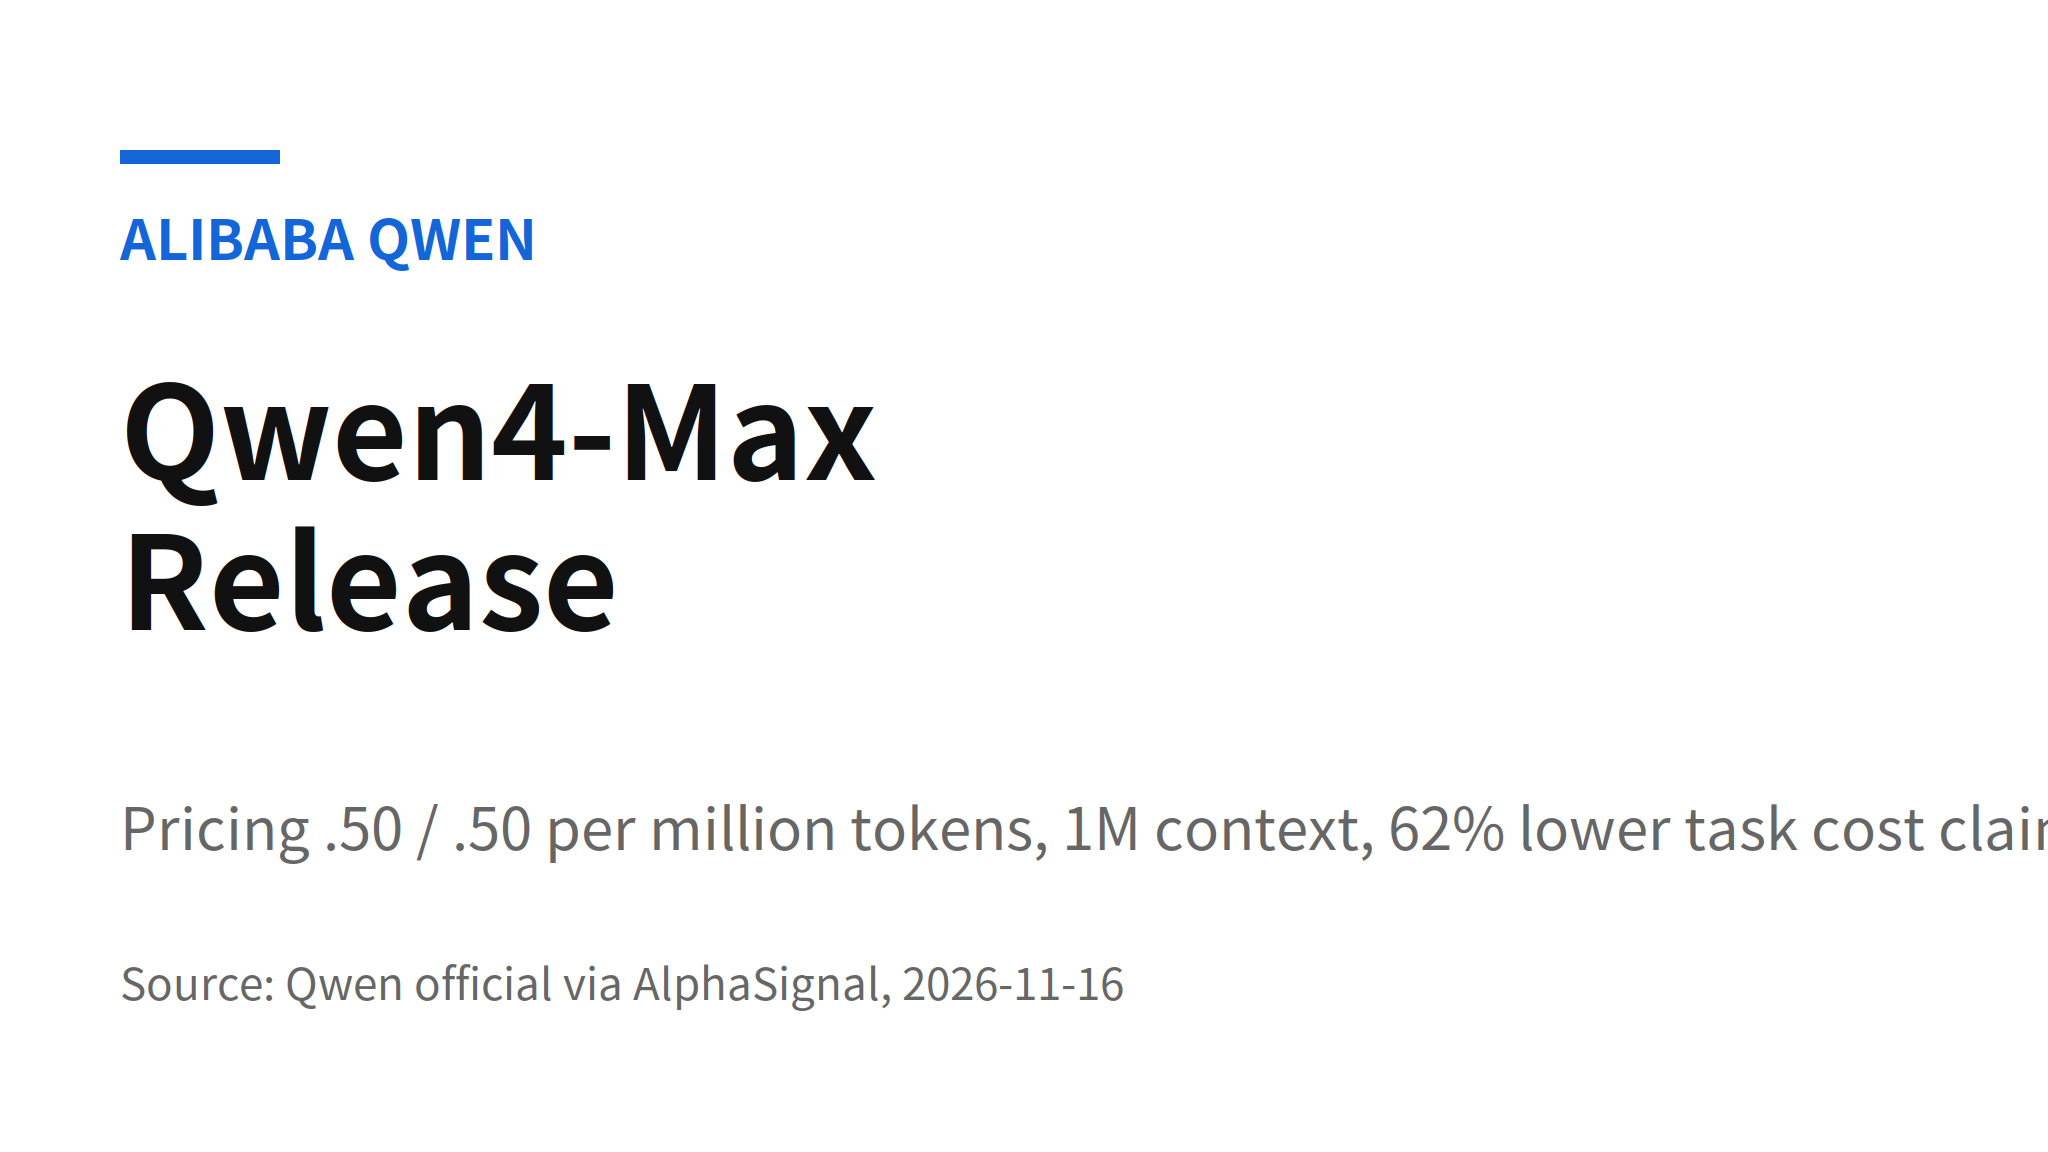 ALIBABA QWEN
Qwen4-Max
Release
Pricing .50 / .50 per million tokens, 1M context, 62% lower task cost
Source: Qwen official via AlphaSignal, 2026-11-16